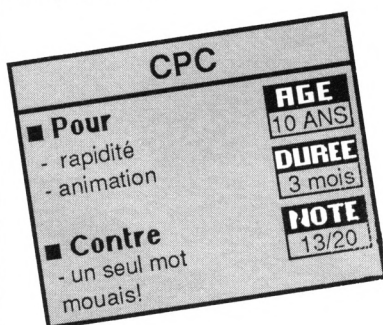 CPC
■ Pour
- rapidité
- animation
■ Contre
- un seul mot
mouais!
AGE
10 ANS
DUREE
3 mois
NOTE
13/20